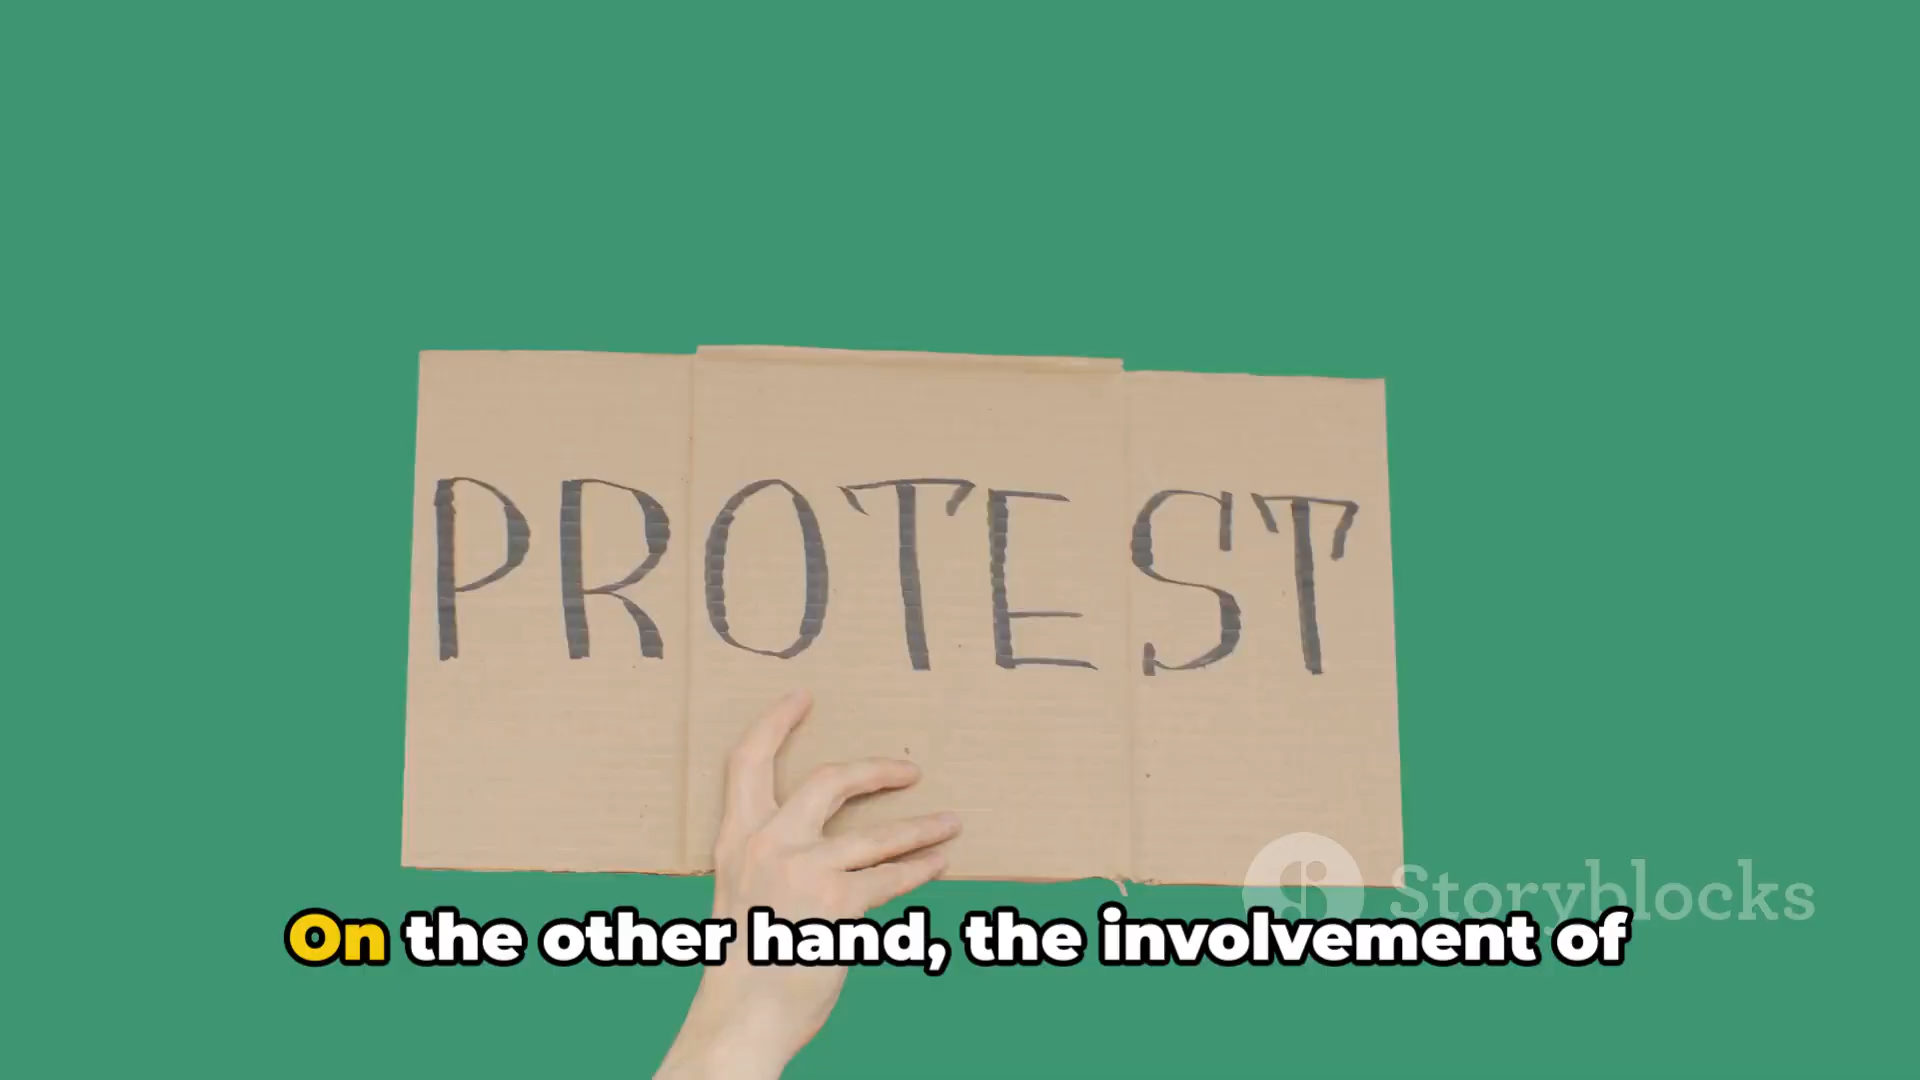 PROTEST
Storyblocks
On the other hand, the involvement of